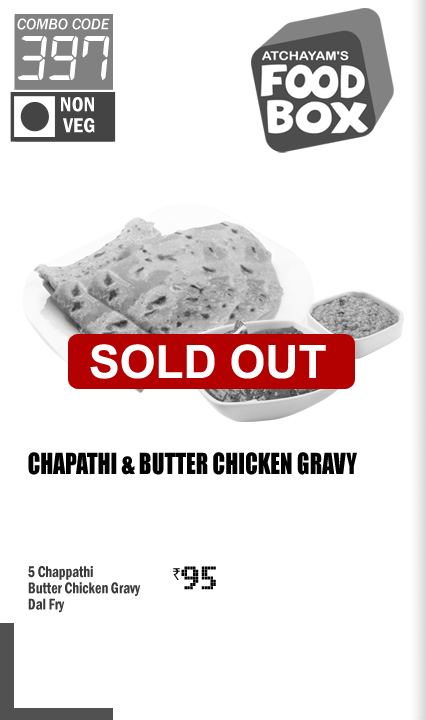 COMBO CODE
397
NON
VEG
ATCHAYAM'S
FOOD
BOX
SOLD OUT
CHAPATHI & BUTTER CHICKEN GRAVY
5 Chappathi
Butter Chicken Gravy
Dal Fry
₹95